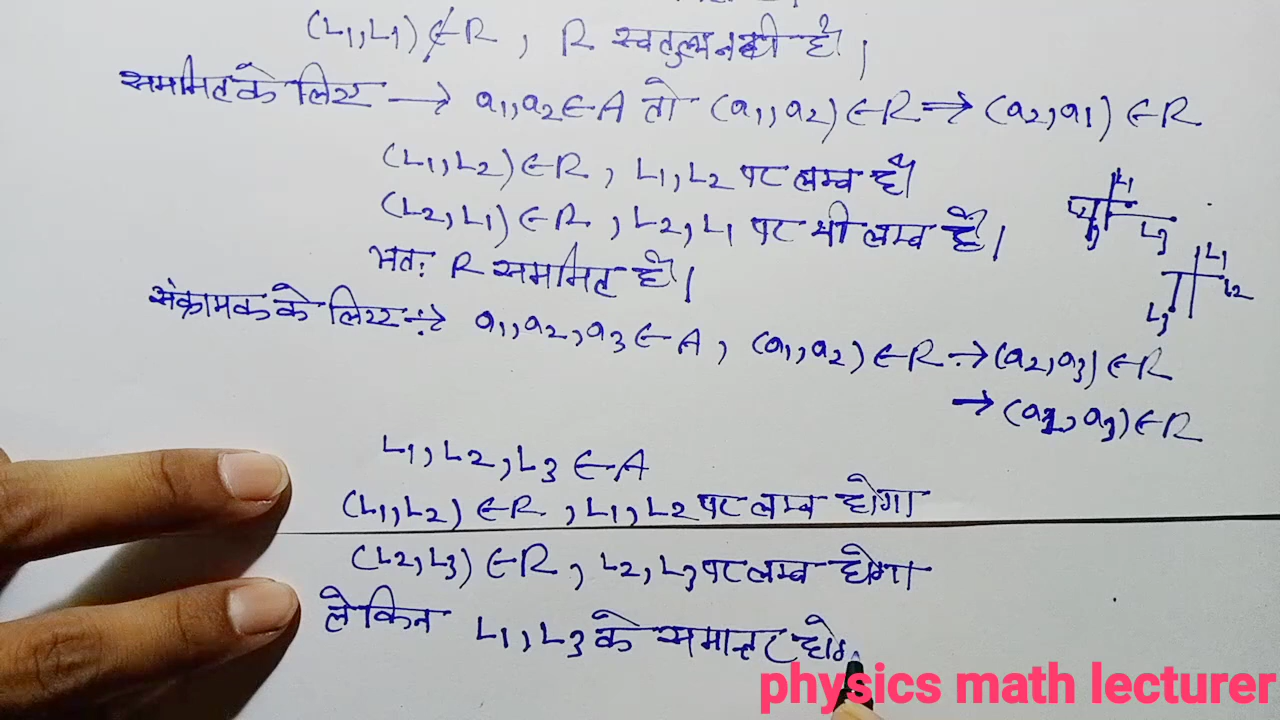 (L1,L1) ∉ R , R स्वतुल्य नही है।
सममित के लिए → a1,a2 ∈ A तो (a1,a2) ∈ R ⇒ (a2,a1) ∈ R
(L1,L2) ∈ R , L1,L2 पर लम्ब है।
(L2,L1) ∈ R , L2,L1 पर भी लम्ब है।
अतः R सममित है।
L1
L2
L3
L1
L2
L3
संक्रामक के लिए → a1,a2,a3 ∈ A , (a1,a2) ∈ R → (a2,a3) ∈ R
→ (a1,a3) ∈ R
L1,L2,L3 ∈ A
(L1,L2) ∈ R , L1,L2 पर लम्ब होगा
(L2,L3) ∈ R , L2,L3 पर लम्ब होगा
लेकिन L1,L3 के समान्तर
physics math lecturer